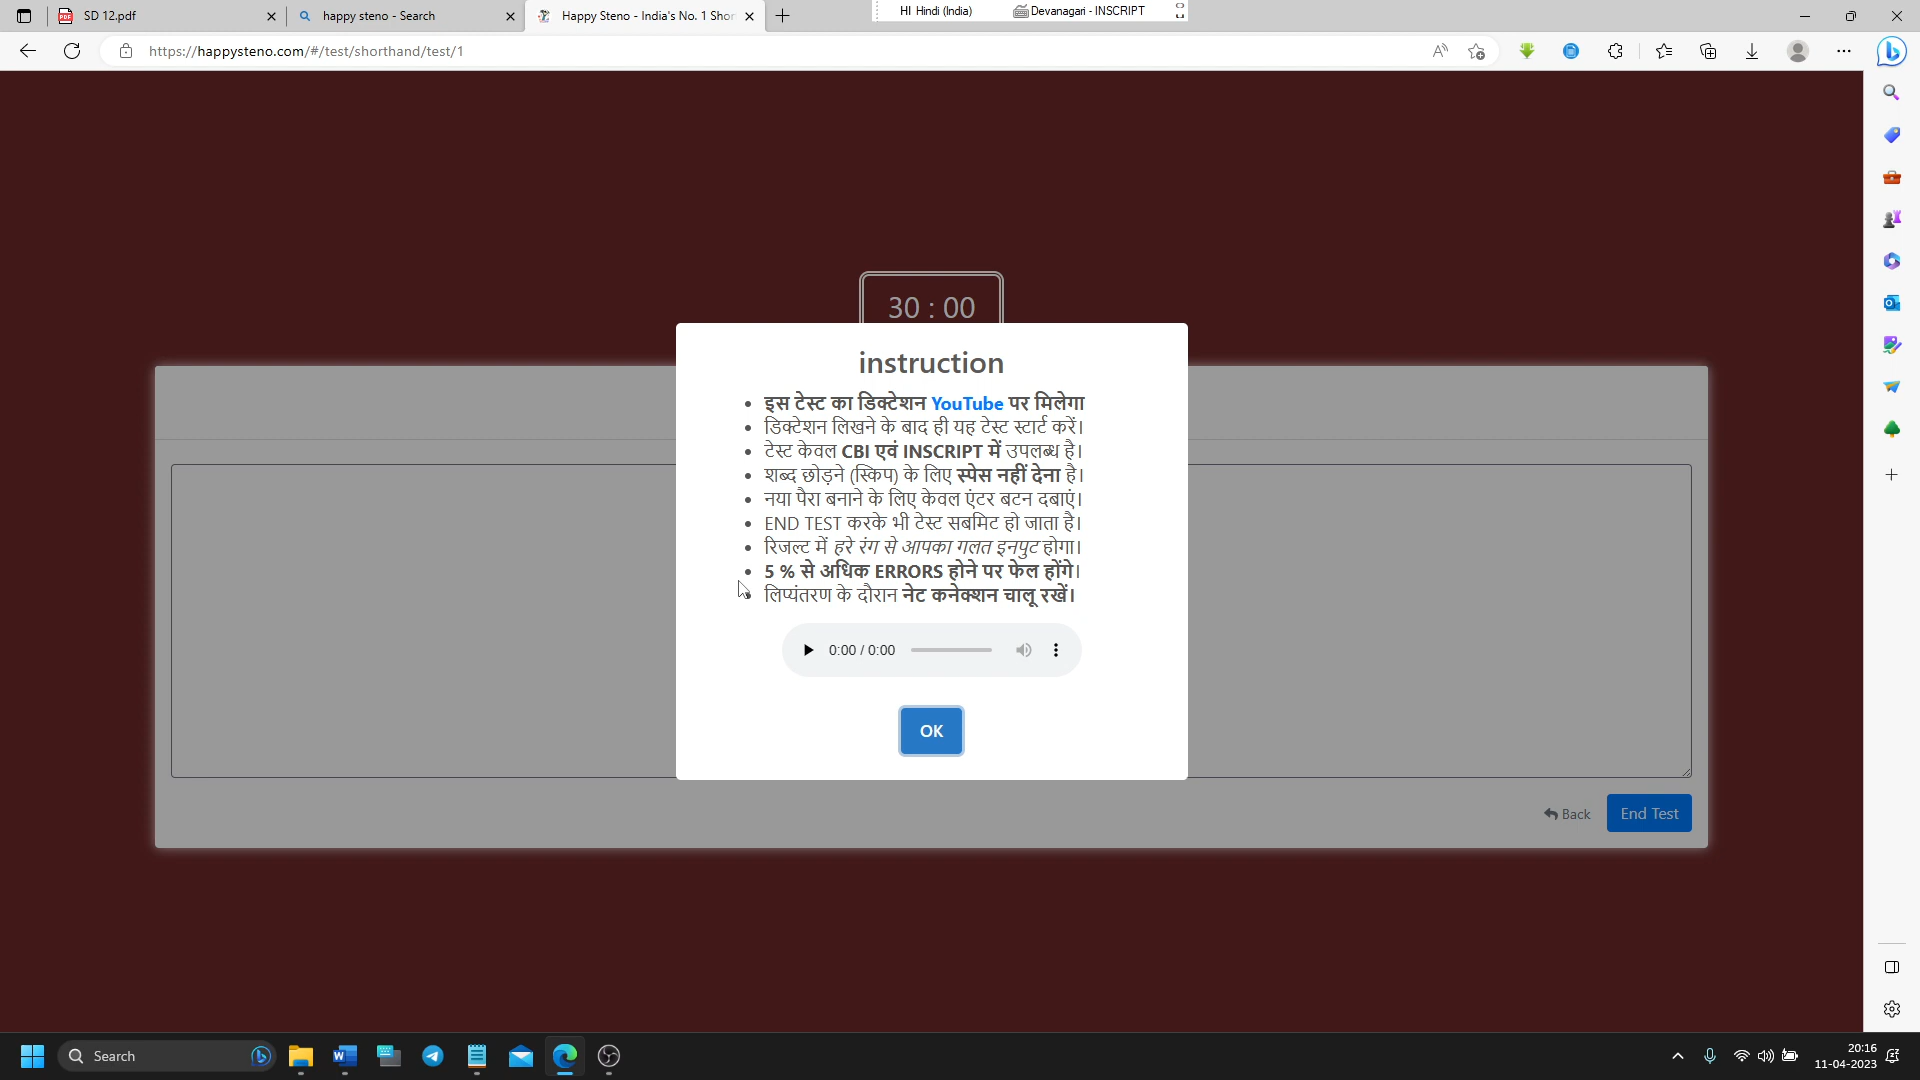 SD 12.pdf
happy steno - Search
Happy Steno - India's No. 1 Shor
HI Hindi (India)
Devanagari - INSCRIPT
https://happysteno.com/#/test/shorthand/test/1
30 : 00
instruction
इस टेस्ट का डिक्टेशन YouTube पर मिलेगा
डिक्टेशन लिखने के बाद ही यह टेस्ट स्टार्ट करें।
टेस्ट केवल CBI एवं INSCRIPT में उपलब्ध है।
शब्द छोड़ने (स्किप) के लिए स्पेस नहीं देना है।
नया पैरा बनाने के लिए केवल एंटर बटन दबाएं।
END TEST करके भी टेस्ट सबमिट हो जाता है।
रिजल्ट में हरे रंग से आपका गलत इनपुट होगा।
5 % से अधिक ERRORS होने पर फेल होंगे।
लिप्यंतरण के दौरान नेट कनेक्शन चालू रखें।
0:00 / 0:00
OK
Back
End Test
Search
20:16
11-04-2023